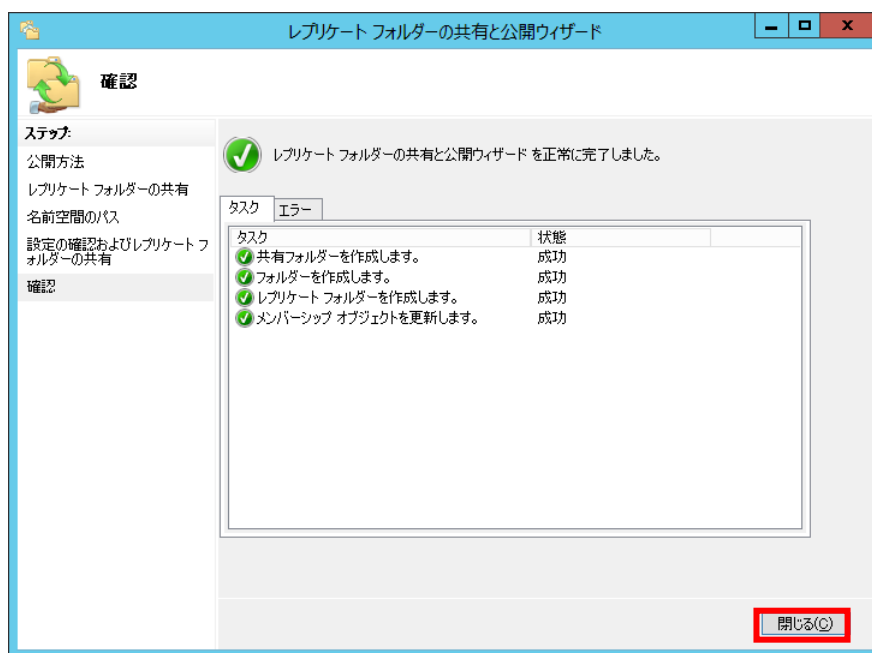 レプリケート フォルダーの共有と公開ウィザード
確認
ステップ:
公開方法
レプリケート フォルダーの共有
名前空間のパス
設定の確認およびレプリケート フ
ォルダーの共有
確認
レプリケート フォルダーの共有と公開ウィザード を正常に完了しました。
タスク エラー
タスク 状態
共有フォルダーを作成します。 成功
フォルダーを作成します。 成功
レプリケート フォルダーを作成します。 成功
メンバーシップ オブジェクトを更新します。 成功
閉じる(C)